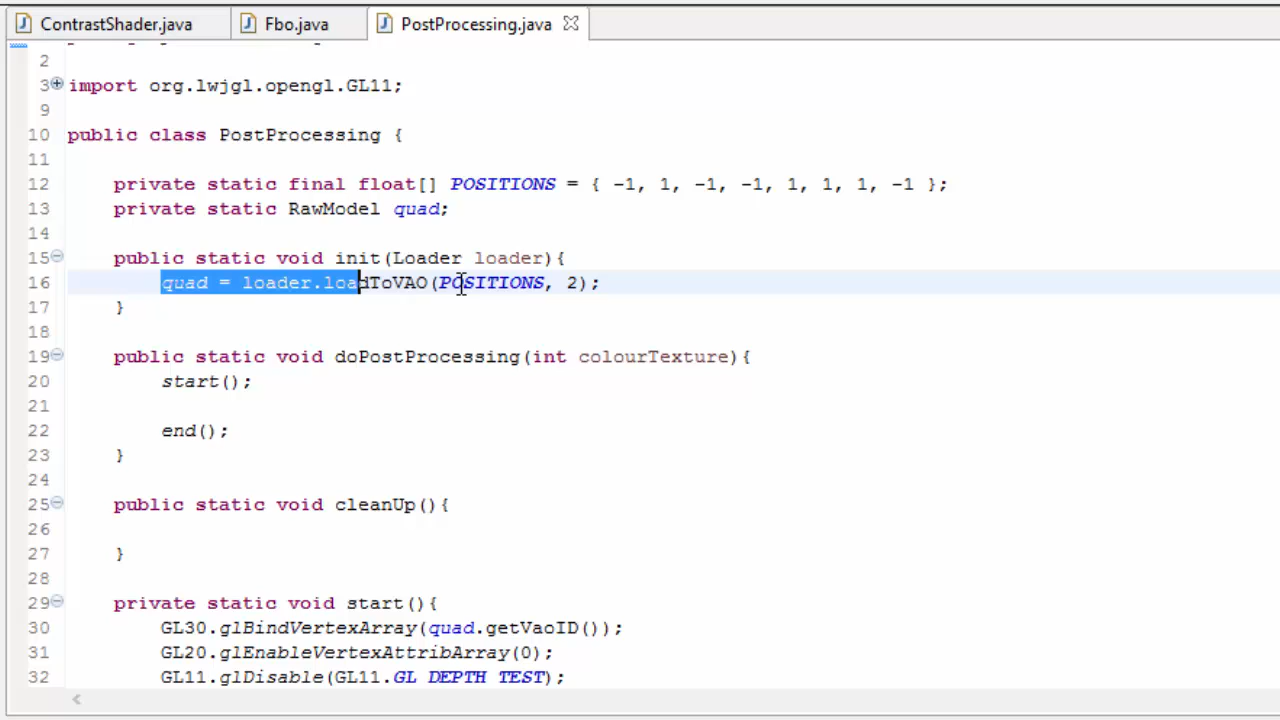 ContrastShader.java Fbo.java PostProcessing.java
2
3 import org.lwjgl.opengl.GL11;
9
10 public class PostProcessing {
11
12 private static final float[] POSITIONS = { -1, 1, -1, -1, 1, 1, 1, -1 };
13 private static RawModel quad;
14
15 public static void init(Loader loader){
16 quad = loader.loadToVAO(POSITIONS, 2);
17 }
18
19 public static void doPostProcessing(int colourTexture){
20 start();
21
22 end();
23 }
24
25 public static void cleanUp(){
26
27 }
28
29 private static void start(){
30 GL30.glBindVertexArray(quad.getVaoID());
31 GL20.glEnableVertexAttribArray(0);
32 GL11.glDisable(GL11.GL_DEPTH_TEST);